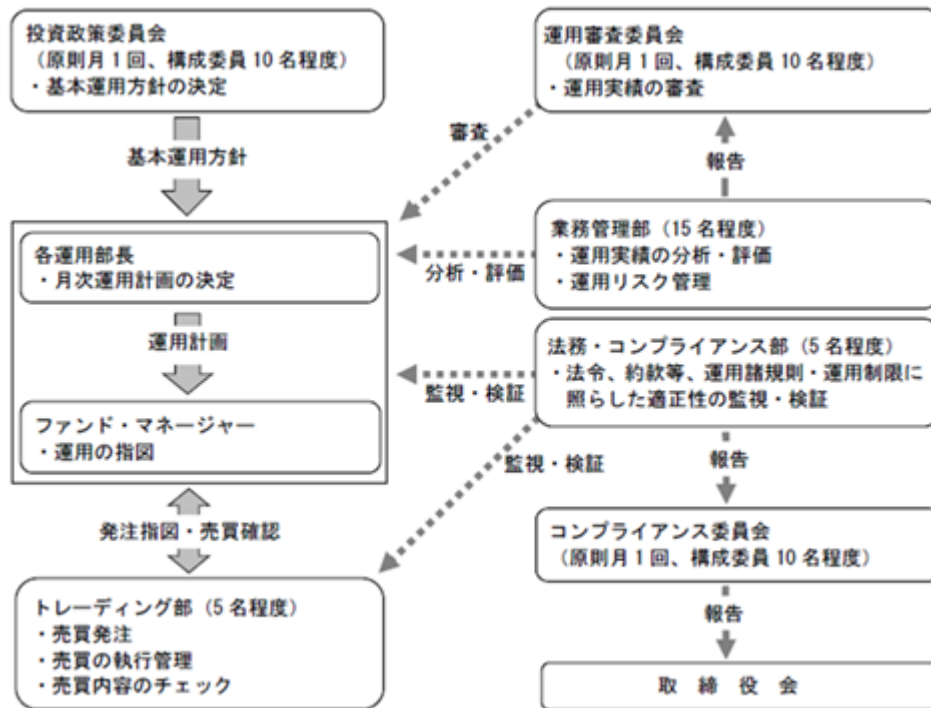 投資政策委員会
（原則月１回、構成委員 10 名程度）
・基本運用方針の決定
基本運用方針
各運用部長
・月次運用計画の決定
運用計画
ファンド・マネージャー
・運用の指図
発注指図・売買確認
トレーディング部（5 名程度）
・売買発注
・売買の執行管理
・売買内容のチェック
運用審査委員会
（原則月１回、構成委員 10 名程度）
・運用実績の審査
審査
報告
業務管理部（15 名程度）
・運用実績の分析・評価
・運用リスク管理
分析・評価
法務・コンプライアンス部（5 名程度）
・法令、約款等、運用諸規則・運用制限に
照らした適正性の監視・検証
監視・検証
監視・検証
報告
コンプライアンス委員会
（原則月１回、構成委員 10 名程度）
報告
取　締　役　会